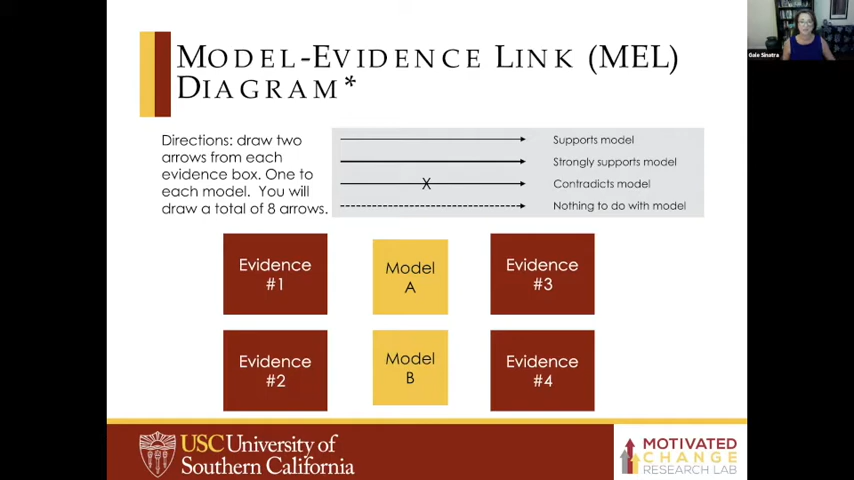 MODEL-EVIDENCE LINK (MEL)
DIAGRAM*
Directions: draw two
arrows from each
evidence box. One to
each model. You will
draw a total of 8 arrows.
Supports model
Strongly supports model
X
Contradicts model
Nothing to do with model
Evidence
#1
Model
A
Evidence
#3
Evidence
#2
Model
B
Evidence
#4
USC University of
Southern California
MOTIVATED
CHANGE
RESEARCH LAB
Gale Sinatra